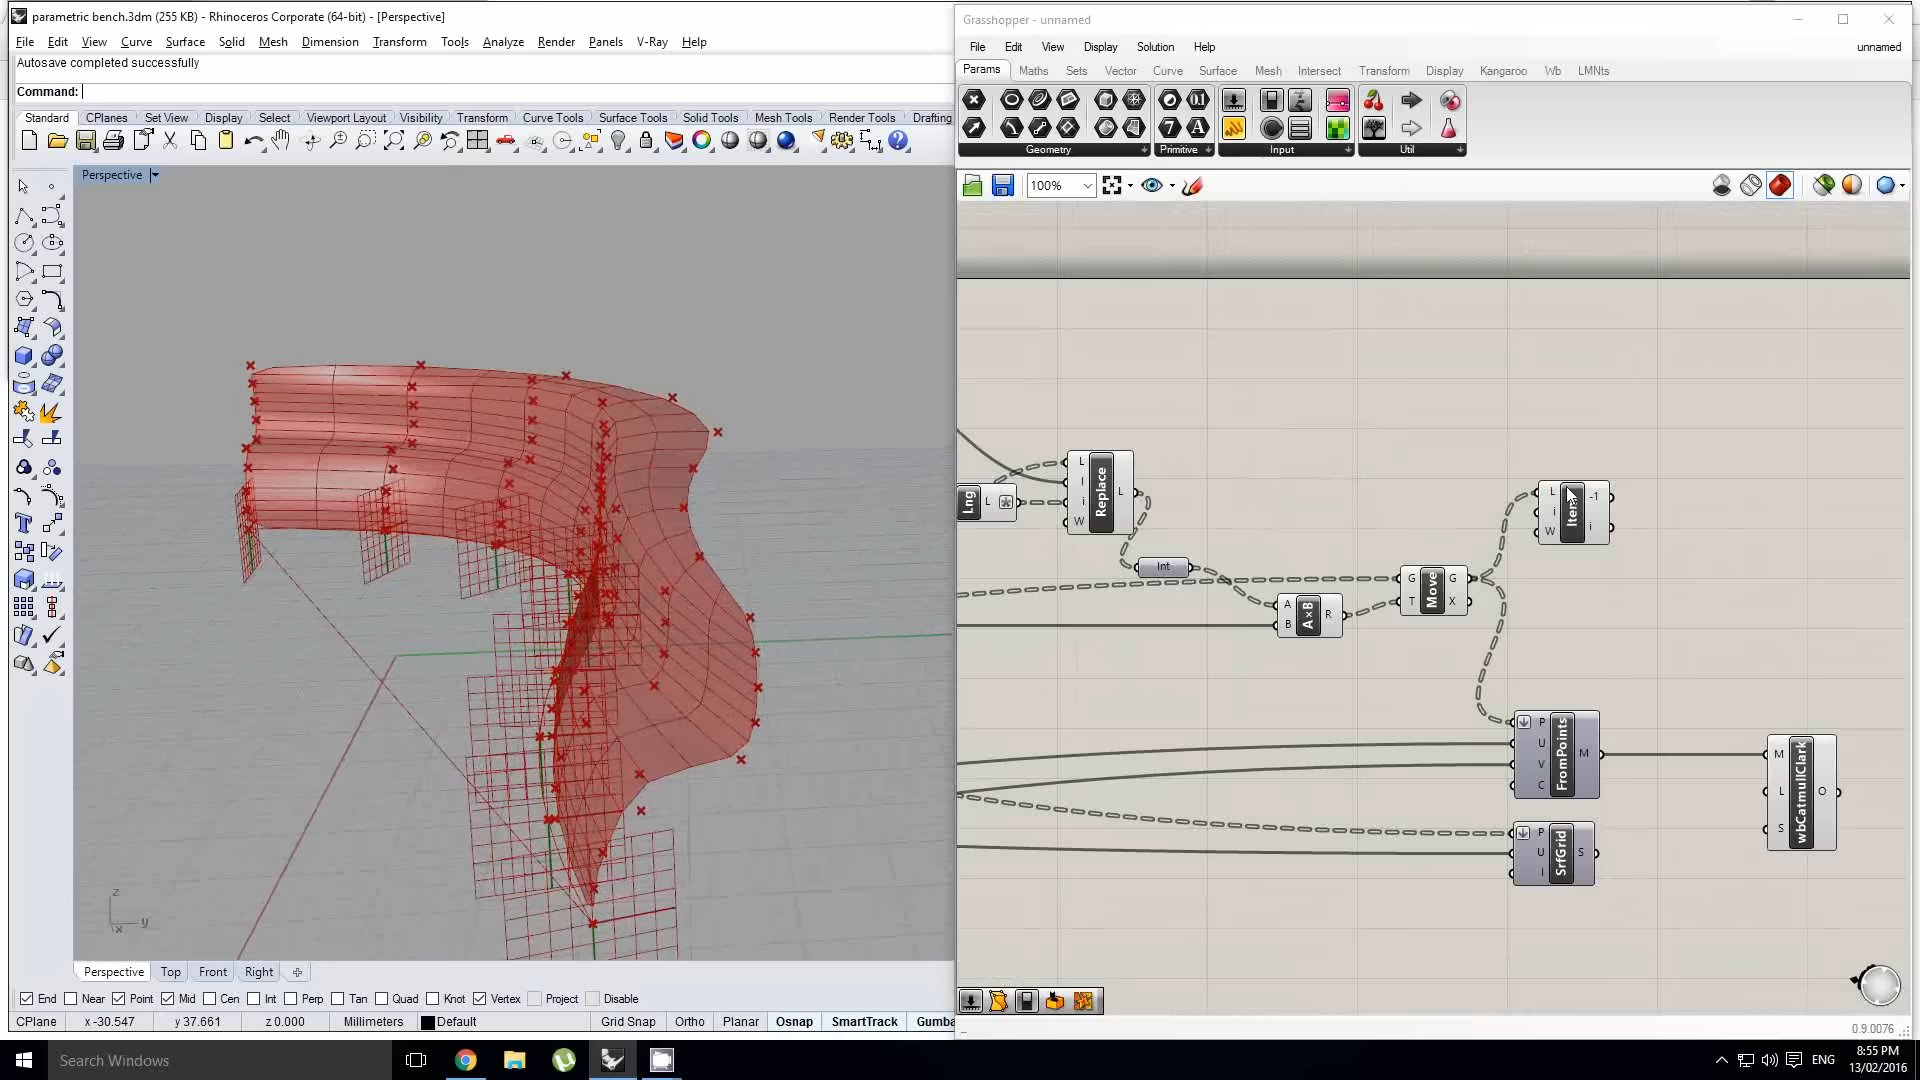 parametric bench.3dm (255 KB) - Rhinoceros Corporate (64-bit) - [Perspective]
File Edit View Curve Surface Solid Mesh Dimension Transform Tools Analyze Render Panels V-Ray Help
Autosave completed successfully
Command:
Standard CPlanes Set View Display Select Viewport Layout Visibility Transform Curve Tools Surface Tools Solid Tools Mesh Tools Render Tools Drafting
Perspective
z
y
x
Perspective Top Front Right
End Near Point Mid Cen Int Perp Tan Quad Knot Vertex Project Disable
CPlane x -30.547 y 37.661 z 0.000 Millimeters Default Grid Snap Ortho Planar Osnap SmartTrack Gumba
Grasshopper - unnamed
File Edit View Display Solution Help unnamed
Params Maths Sets Vector Curve Surface Mesh Intersect Transform Display Kangaroo Wb LMNts
Geometry Primitive Input Util
100%
Lng L
L I i W Replace L
Int
A B A×B R
G T Move G X
L i W Item -1 i
P U V C FromPoints M
P U I SrfGrid S
M L S wbCatmullClark O
0.9.0076
Search Windows
ENG
8:55 PM
13/02/2016